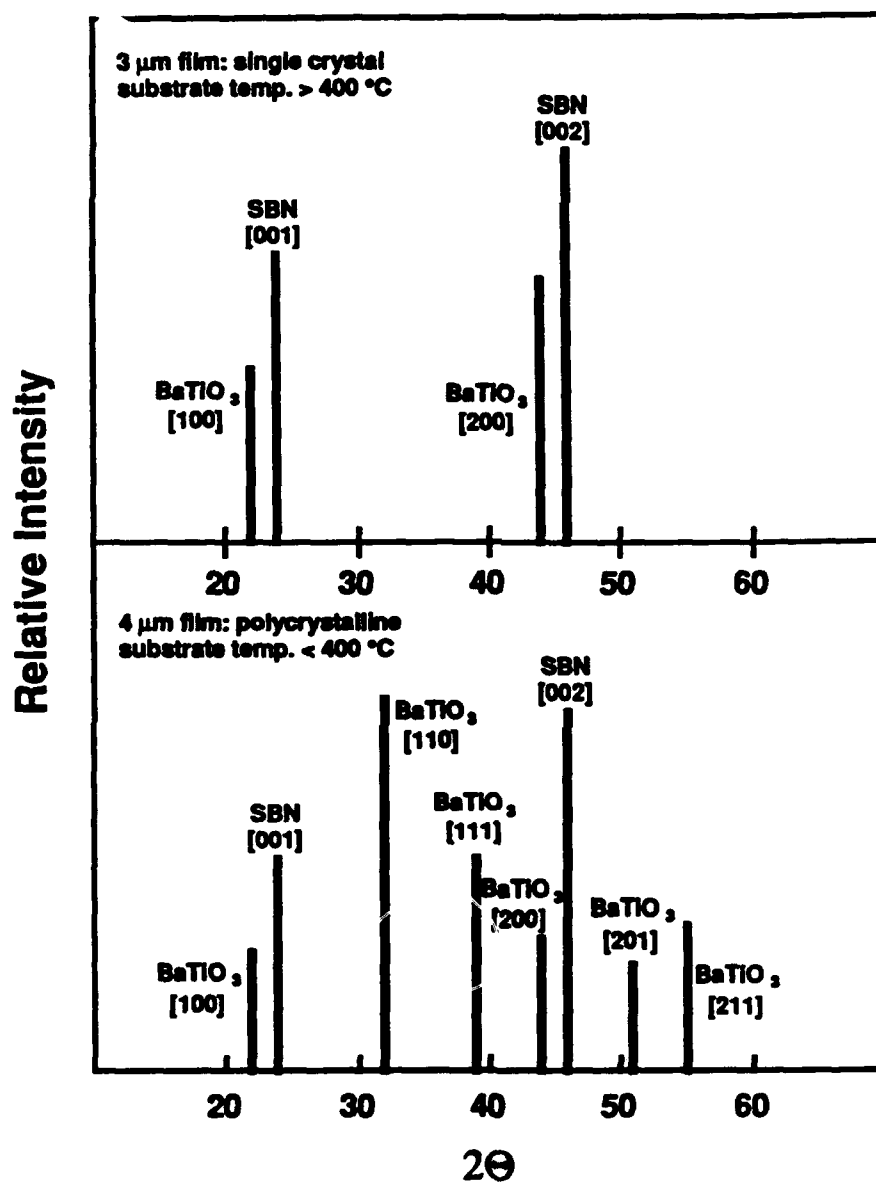 Relative Intensity
3 μm film: single crystal
substrate temp. > 400 °C
SBN
[002]
SBN
[001]
BaTiO₃
[100]
BaTiO₃
[200]
20 30 40 50 60
4 μm film: polycrystalline
substrate temp. < 400 °C
SBN
[002]
BaTiO₃
[110]
BaTiO₃
[111]
SBN
[001]
BaTiO₃
[200]
BaTiO₃
[201]
BaTiO₃
[100]
BaTiO₃
[211]
20 30 40 50 60
2Θ